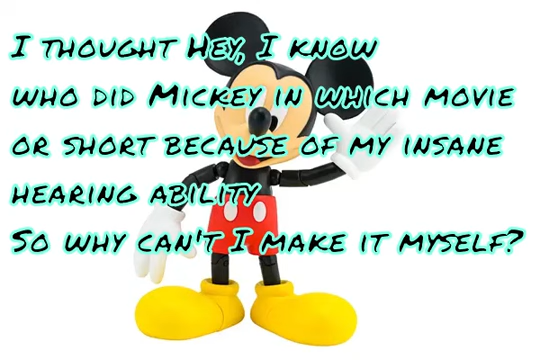 I thought Hey, I know
who did Mickey in which movie
or short because of my insane
hearing ability
So why can't I make it myself?